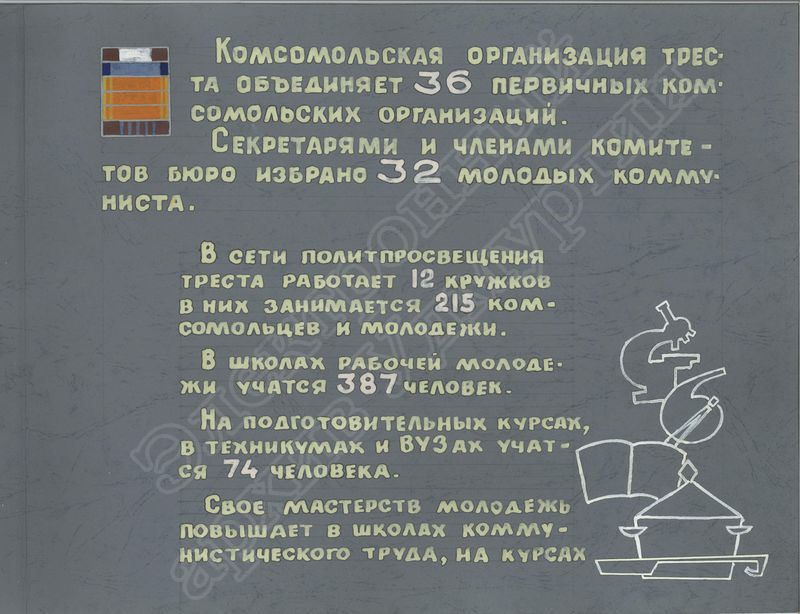 Комсомольская организация трес-
та объединяет 36 первичных ком-
сомольских организаций.
Секретарями и членами комите-
тов бюро избрано 32 молодых комму-
ниста.
В сети политпросвещения
треста работает 12 кружков
в них занимается 215 ком-
сомольцев и молодежи.
В школах рабочей молоде-
жи учатся 387 человек.
На подготовительных курсах,
в техникумах и ВУЗах учат-
ся 74 человека.
Свое мастерств молодежь
повышает в школах комму-
нистического труда, на курсах
Электронный
архив Удмуртии